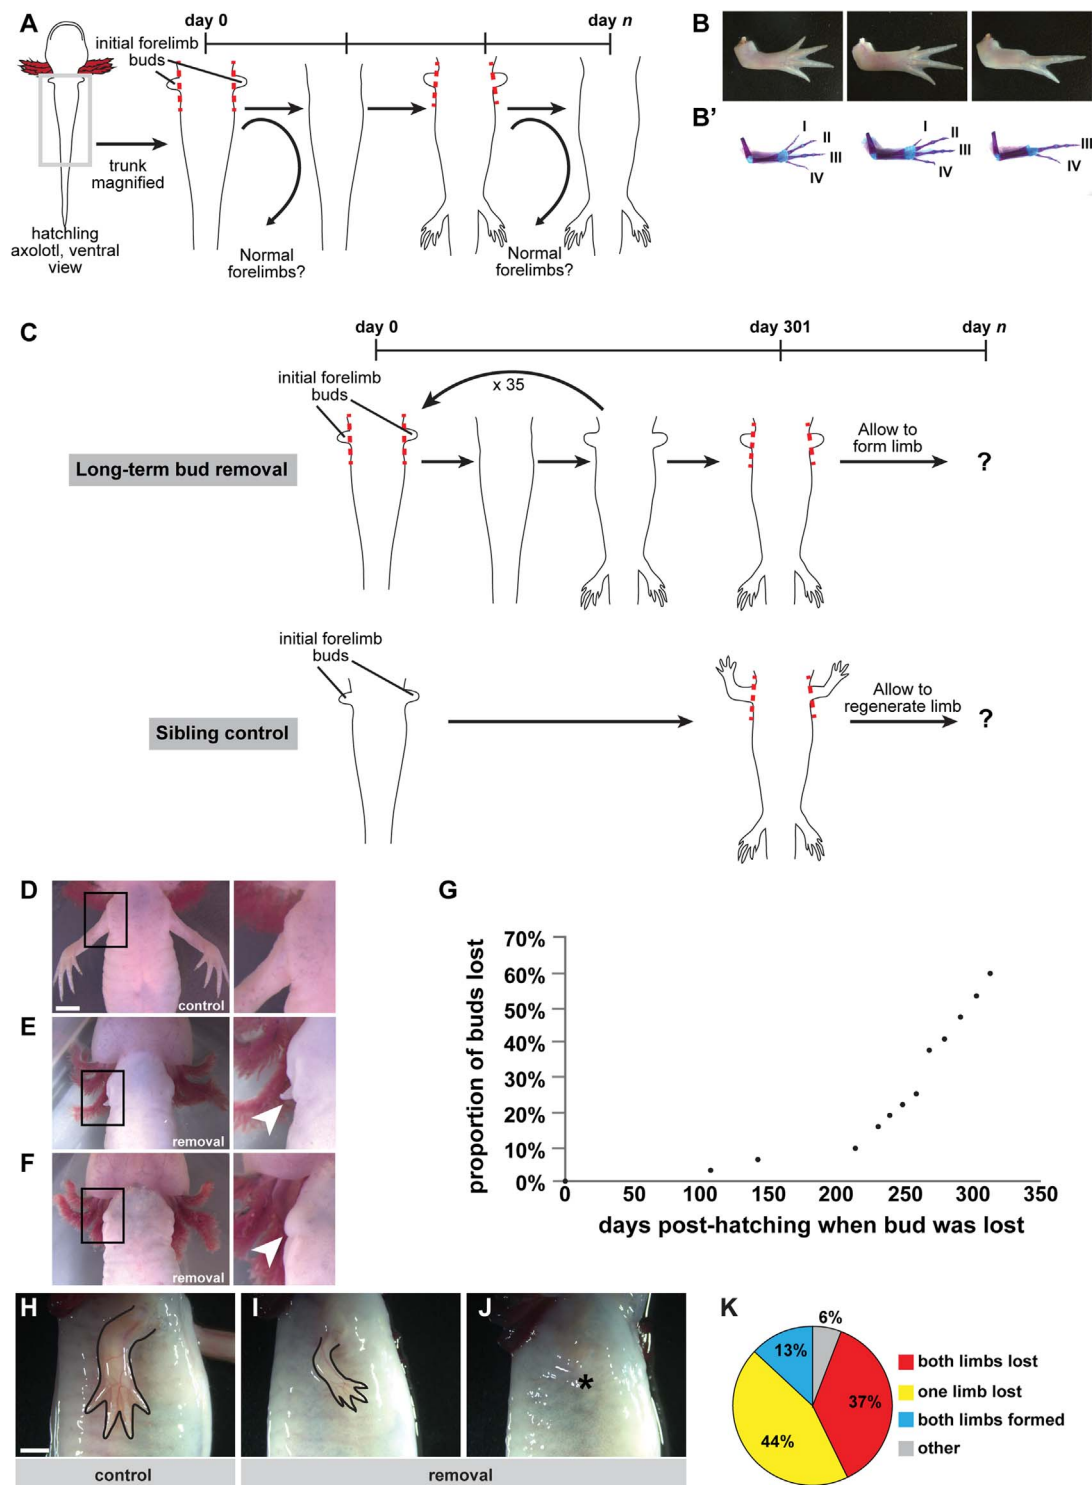 A
day 0
day n
initial forelimb
buds
trunk
magnified
hatchling
axolotl, ventral
view
Normal
forelimbs?
Normal
forelimbs?
B
B'
I
II
III
IV
I
II
III
IV
III
IV
C
day 0
day 301
day n
initial forelimb
buds
x 35
Long-term bud removal
Allow to
form limb
?
initial forelimb
buds
Sibling control
Allow to
regenerate limb
?
D
control
E
removal
F
removal
G
proportion of buds lost
70%
60%
50%
40%
30%
20%
10%
0%
0
50
100
150
200
250
300
350
days post-hatching when bud was lost
H
I
J
*
control
removal
K
6%
13%
37%
44%
both limbs lost
one limb lost
both limbs formed
other